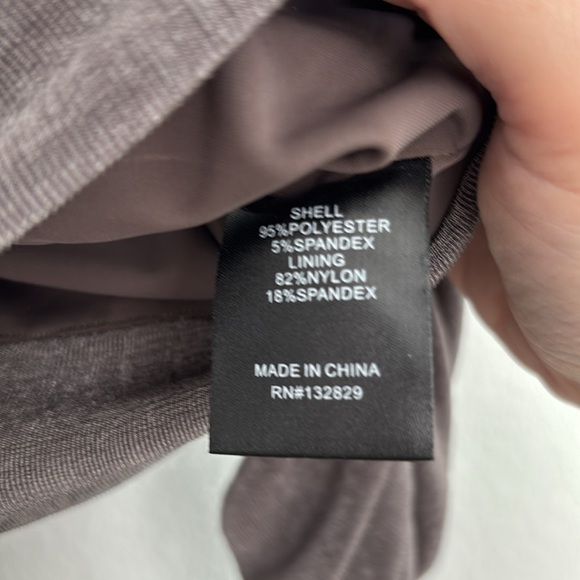 SHELL
95%POLYESTER
5%SPANDEX
LINING
82%NYLON
18%SPANDEX
MADE IN CHINA
RN#132829